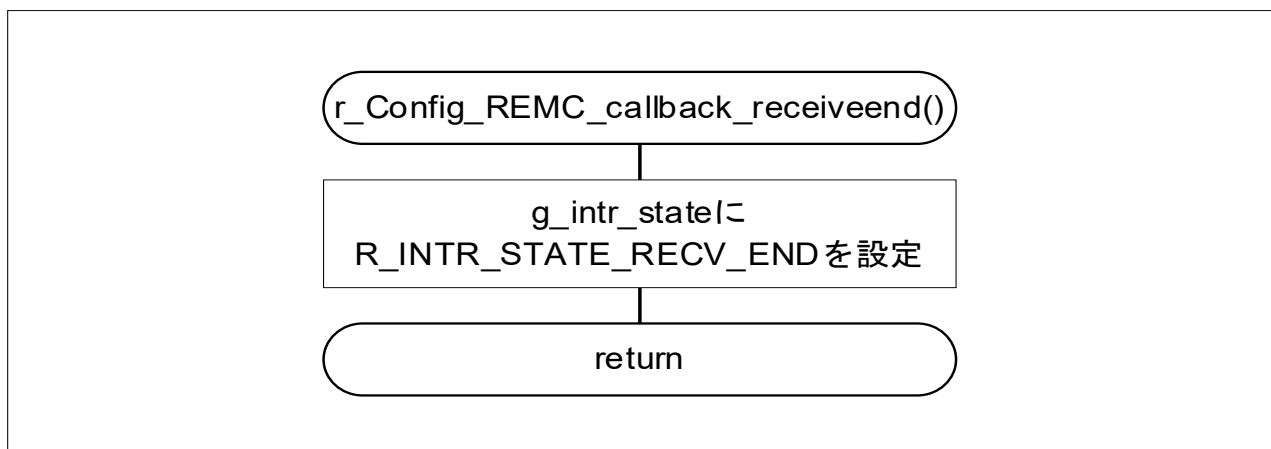 r_Config_REMC_callback_receiveend()
g_intr_stateに
R_INTR_STATE_RECV_ENDを設定
return